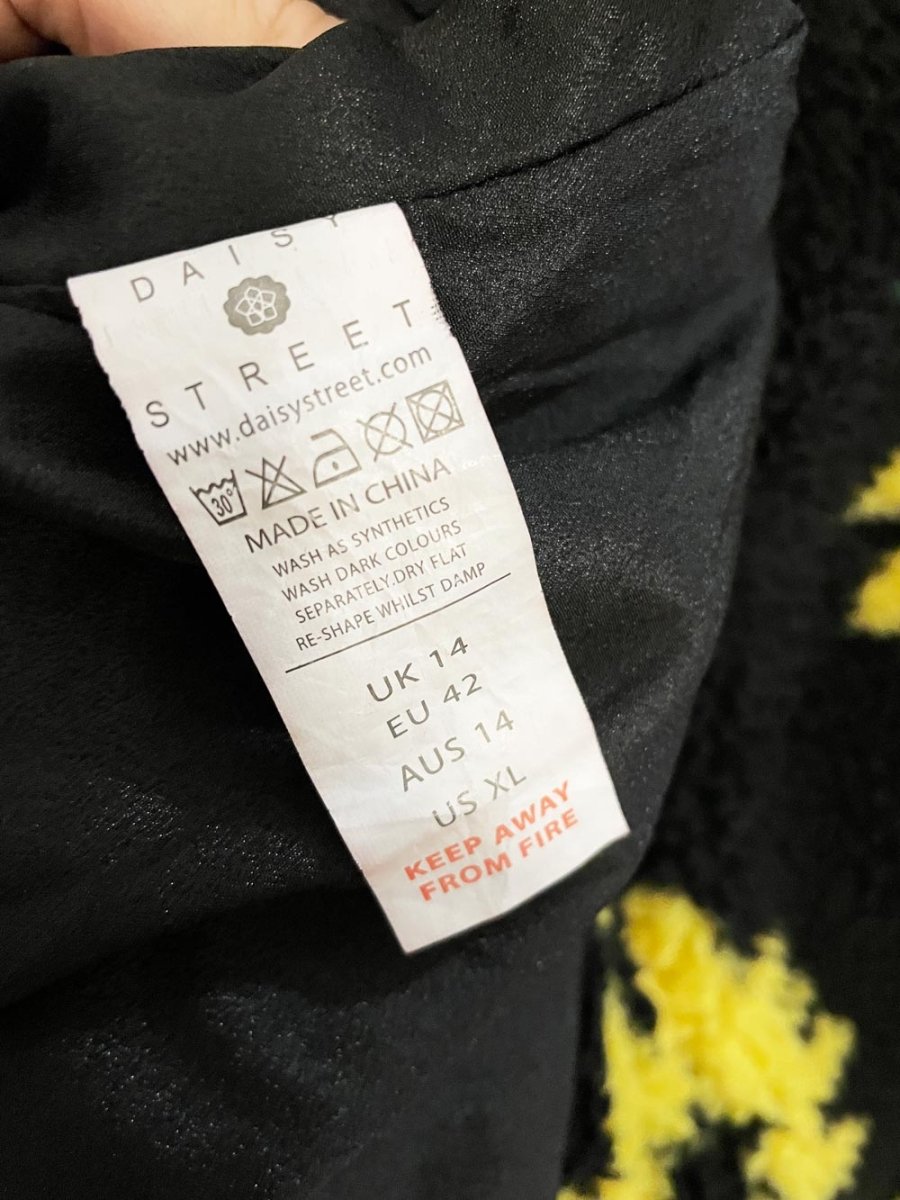 DAISY
STREET
www.daisystreet.com
30°
MADE IN CHINA
WASH AS SYNTHETICS
WASH DARK COLOURS
SEPARATELY.DRY FLAT
RE-SHAPE WHILST DAMP
UK 14
EU 42
AUS 14
US XL
KEEP AWAY
FROM FIRE